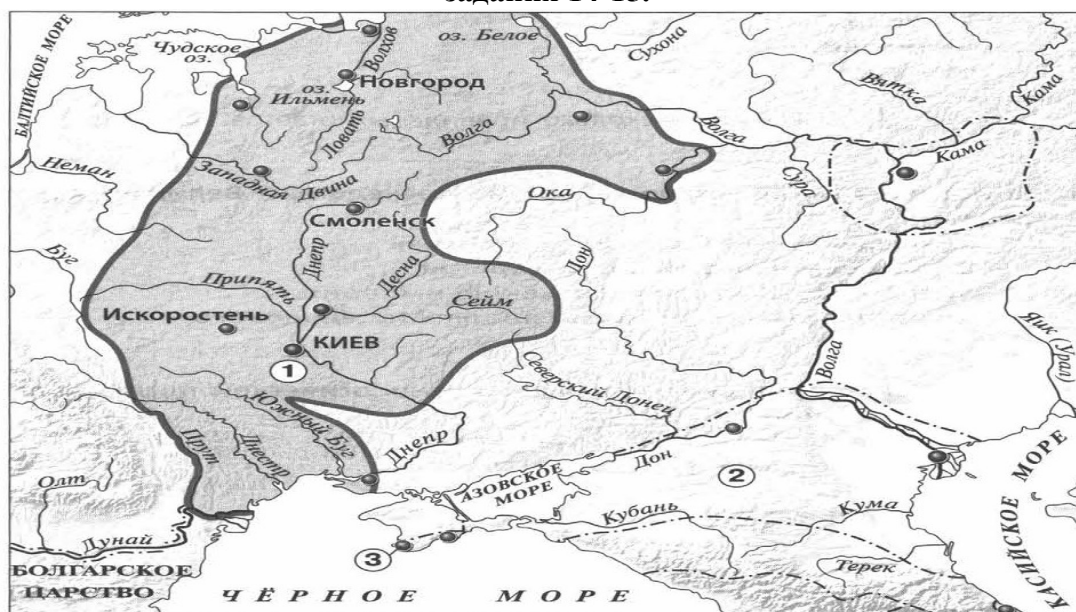 заданий 14-15.
БАЛТИЙСКОЕ МОРЕ
Чудское
оз.
Волхов
оз. Белое
Сухона
Вятка
Кама
Новгород
оз.
Ильмень
Ловать
Волга
Волга
Кама
Сура
Неман
Западная Двина
Ока
Смоленск
Буг
Днепр
Десна
Дон
Припять
Сейм
Искоростень
КИЕВ
1
Яик (Урал)
Волга
Северский Донец
Южный Буг
Днепр
Прут
Днестр
Дон
2
Олт
АЗОВСКОЕ
МОРЕ
Кубань
Кума
Дунай
3
Терек
БОЛГАРСКОЕ
ЦАРСТВО
ЧЁРНОЕ МОРЕ
КАСПИЙСКОЕ МОРЕ